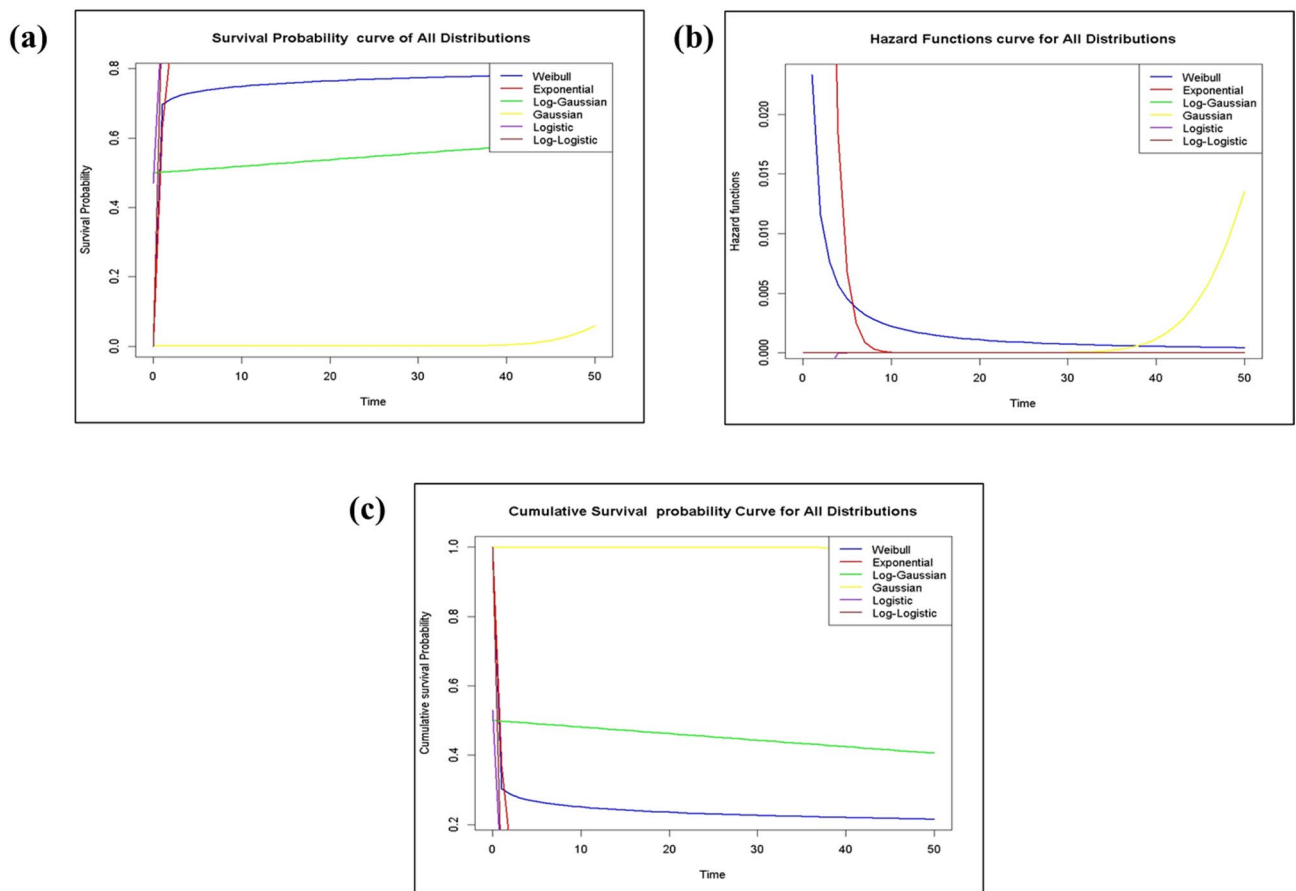 (a)
Survival Probability curve of All Distributions
Survival Probability
0.8
0.6
0.4
0.2
0.0
Weibull
Exponential
Log-Gaussian
Gaussian
Logistic
Log-Logistic
0 10 20 30 40 50
Time
(b)
Hazard Functions curve for All Distributions
Hazard functions
0.020
0.015
0.010
0.005
0.000
Weibull
Exponential
Log-Gaussian
Gaussian
Logistic
Log-Logistic
0 10 20 30 40 50
Time
(c)
Cumulative Survival probability Curve for All Distributions
Cumulative survival Probability
1.0
0.8
0.6
0.4
0.2
Weibull
Exponential
Log-Gaussian
Gaussian
Logistic
Log-Logistic
0 10 20 30 40 50
Time